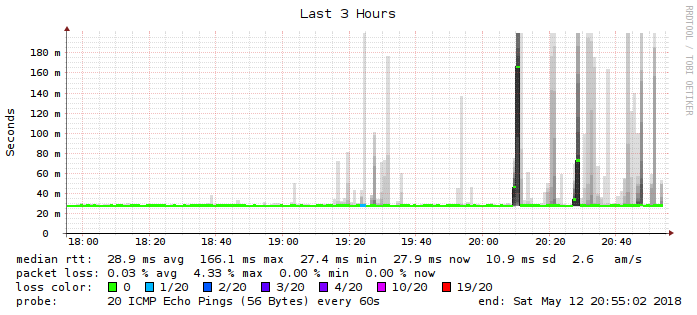 Last 3 Hours
RRDTOOL / TOBI OETIKER
Seconds
180 m
160 m
140 m
120 m
100 m
80 m
60 m
40 m
20 m
0
18:00 18:20 18:40 19:00 19:20 19:40 20:00 20:20 20:40
median rtt: 28.9 ms avg 166.1 ms max 27.4 ms min 27.9 ms now 10.9 ms sd 2.6 am/s
packet loss: 0.03 % avg 4.33 % max 0.00 % min 0.00 % now
loss color: 0 1/20 2/20 3/20 4/20 10/20 19/20
probe: 20 ICMP Echo Pings (56 Bytes) every 60s end: Sat May 12 20:55:02 2018